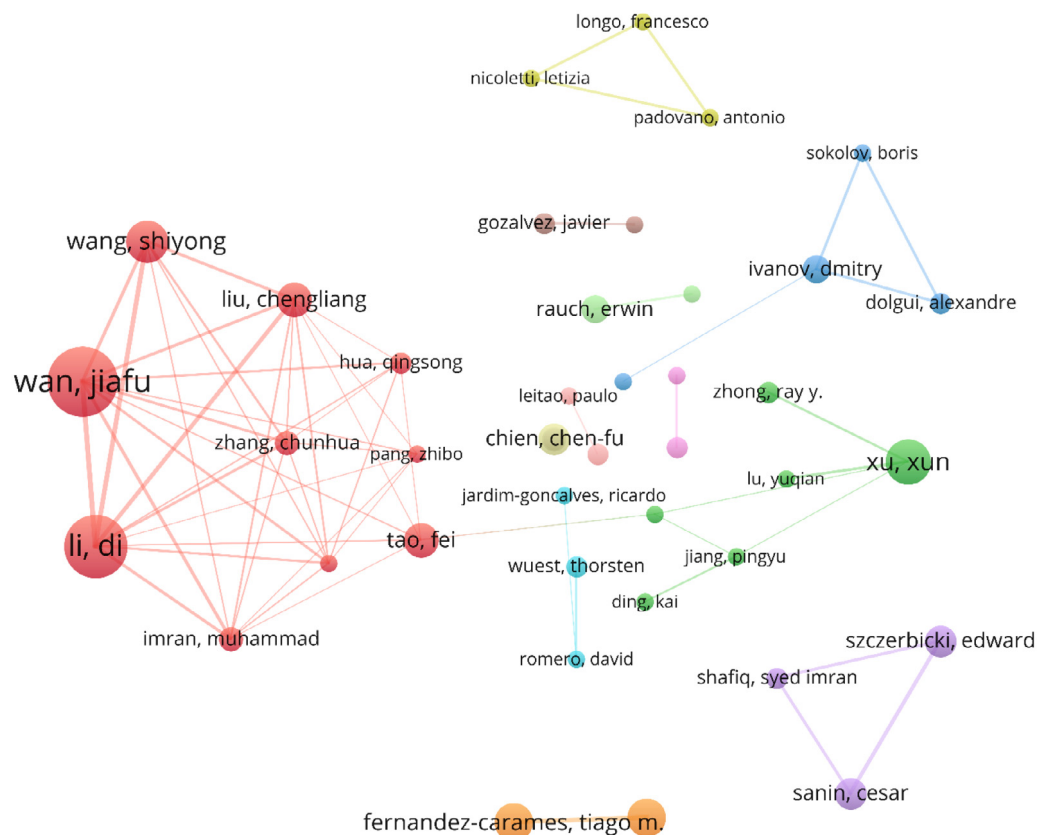 longo, francesco
nicoletti, letizia
padovano, antonio
sokolov, boris
gozalvez, javier
wang, shiyong
ivanov, dmitry
liu, chengliang
dolgui, alexandre
rauch, erwin
hua, qingsong
wan, jiafu
leitao, paulo
zhong, ray y.
chien, chen-fu
zhang, chunhua
pang, zhibo
xu, xun
lu, yuqian
jardim-goncalves, ricardo
li, di
tao, fei
jiang, pingyu
wuest, thorsten
ding, kai
imran, muhammad
szczerbicki, edward
romero, david
shafiq, syed imran
sanin, cesar
fernandez-carames, tiago m.